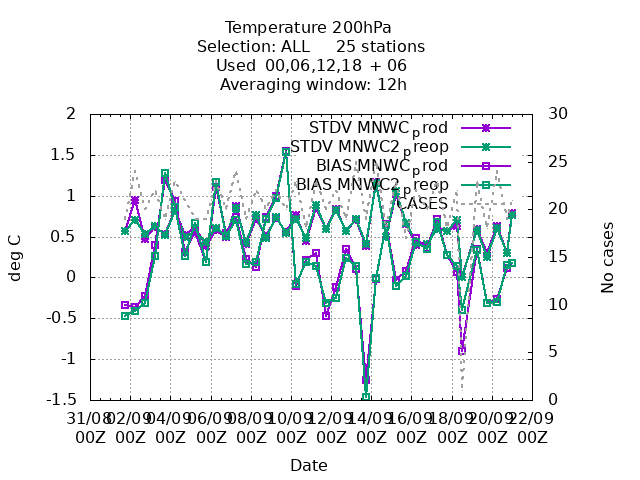 Temperature 200hPa
Selection: ALL 25 stations
Used 00,06,12,18 + 06
Averaging window: 12h
deg C
No cases
2
1.5
1
0.5
0
-0.5
-1
-1.5
30
25
20
15
10
5
0
STDV MNWC_prod
STDV MNWC2_preop
BIAS MNWC_prod
BIAS MNWC2_preop
CASES
31/08 02/09 04/09 06/09 08/09 10/09 12/09 14/09 16/09 18/09 20/09 22/09
00Z 00Z 00Z 00Z 00Z 00Z 00Z 00Z 00Z 00Z 00Z 00Z
Date